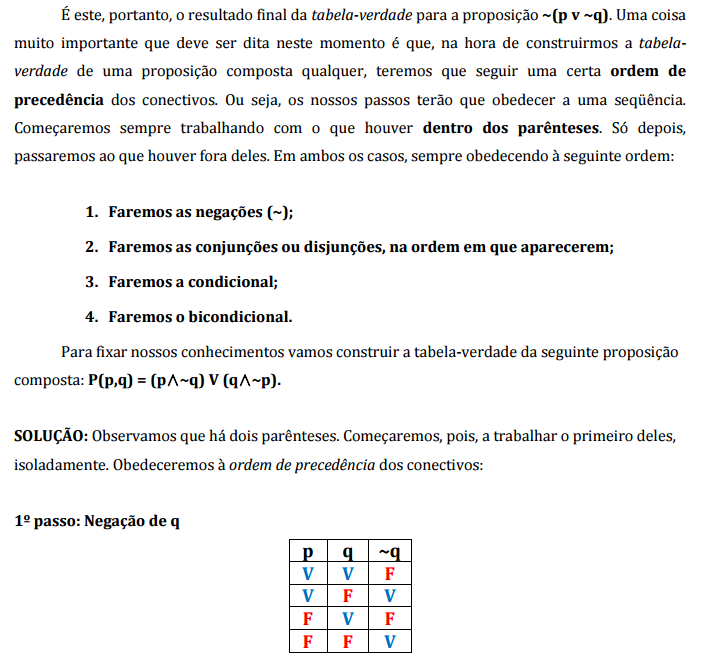 É este, portanto, o resultado final da tabela-verdade para a proposição ~(p v ~q). Uma coisa
muito importante que deve ser dita neste momento é que, na hora de construirmos a tabela-
verdade de uma proposição composta qualquer, teremos que seguir uma certa ordem de
precedência dos conectivos. Ou seja, os nossos passos terão que obedecer a uma seqüência.
Começaremos sempre trabalhando com o que houver dentro dos parênteses. Só depois,
passaremos ao que houver fora deles. Em ambos os casos, sempre obedecendo à seguinte ordem:
1. Faremos as negações (~);
2. Faremos as conjunções ou disjunções, na ordem em que aparecerem;
3. Faremos a condicional;
4. Faremos o bicondicional.
Para fixar nossos conhecimentos vamos construir a tabela-verdade da seguinte proposição
composta: P(p,q) = (p∧~q) V (q∧~p).
SOLUÇÃO: Observamos que há dois parênteses. Começaremos, pois, a trabalhar o primeiro deles,
isoladamente. Obedeceremos à ordem de precedência dos conectivos:
1º passo: Negação de q
p q ~q
V V F
V F V
F V F
F F V